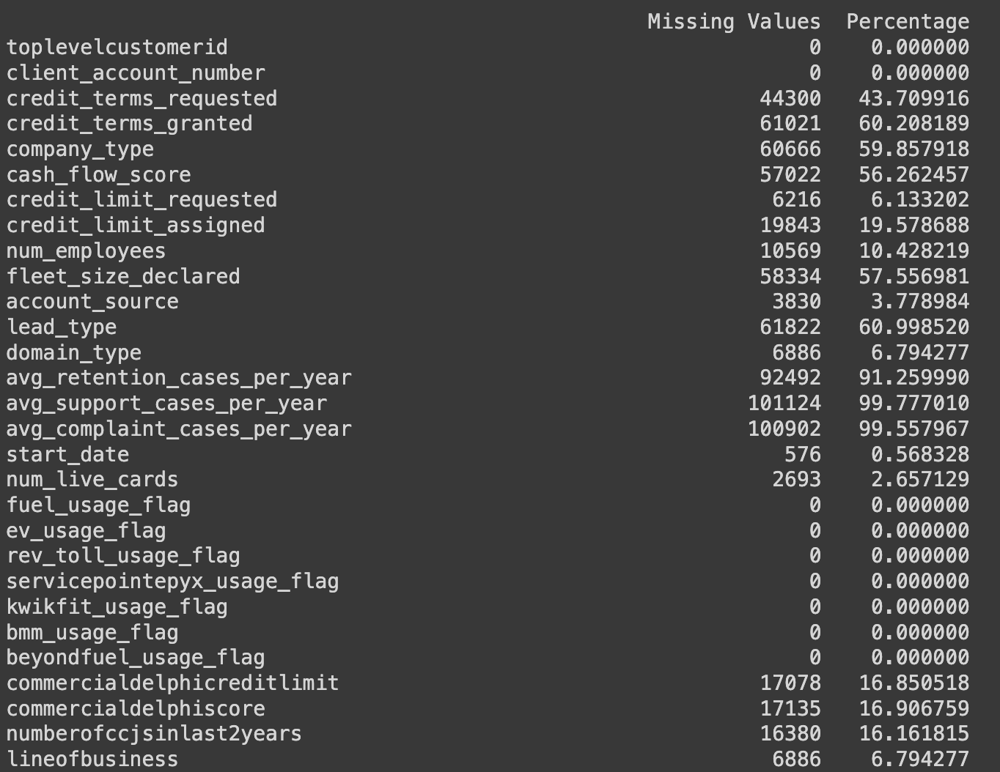 Missing Values Percentage
toplevelcustomerid 0 0.000000
client_account_number 0 0.000000
credit_terms_requested 44300 43.709916
credit_terms_granted 61021 60.208189
company_type 60666 59.857918
cash_flow_score 57022 56.262457
credit_limit_requested 6216 6.133202
credit_limit_assigned 19843 19.578688
num_employees 10569 10.428219
fleet_size_declared 58334 57.556981
account_source 3830 3.778984
lead_type 61822 60.998520
domain_type 6886 6.794277
avg_retention_cases_per_year 92492 91.259990
avg_support_cases_per_year 101124 99.777010
avg_complaint_cases_per_year 100902 99.557967
start_date 576 0.568328
num_live_cards 2693 2.657129
fuel_usage_flag 0 0.000000
ev_usage_flag 0 0.000000
rev_toll_usage_flag 0 0.000000
servicepointepyx_usage_flag 0 0.000000
kwikfit_usage_flag 0 0.000000
bmm_usage_flag 0 0.000000
beyondfuel_usage_flag 0 0.000000
commercialdelphicreditlimit 17078 16.850518
commercialdelphiscore 17135 16.906759
numberofccjsinlast2years 16380 16.161815
lineofbusiness 6886 6.794277